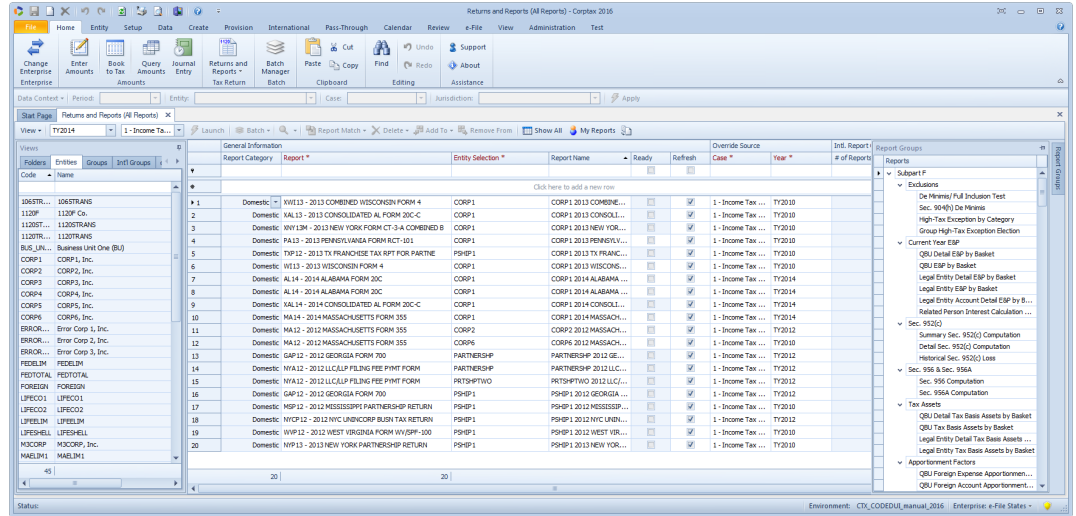 Returns and Reports (All Reports) - Corptax 2016
File Home Entity Setup Data Create Provision International Pass-Through Calendar Review e-File View Administration Test
Change Enterprise Enter Amounts Book to Tax Query Amounts Journal Entry Returns and Reports Batch Manager Paste Cut Copy Find Undo Redo Support About
Enterprise Amounts Tax Return Batch Clipboard Editing Assistance
Data Context Period: Entity: Case: Jurisdiction: Apply
Start Page Returns and Reports (All Reports)
View TY2014 1 - Income Ta... Launch Batch Report Match Delete Add To Remove From Show All My Reports
Views
Folders Entities Groups Int'l Groups
Code Name
1065TR... 1065TRANS
1120F 1120F Co.
1120ST... 1120STRANS
1120TR... 1120TRANS
BUS_UN... Business Unit One (BU)
CORP1 CORP1, Inc.
CORP2 CORP2, Inc.
CORP3 CORP3, Inc.
CORP4 CORP4, Inc.
CORP5 CORP5, Inc.
CORP6 CORP6, Inc.
ERROR... Error Corp 1, Inc.
ERROR... Error Corp 2, Inc.
ERROR... Error Corp 3, Inc.
FEDELIM FEDELIM
FEDTOTAL FEDTOTAL
FOREIGN FOREIGN
LIFECO1 LIFECO1
LIFECO2 LIFECO2
LIFEELIM LIFEELIM
LIFESHELL LIFESHELL
M3CORP M3CORP, Inc.
MAELIM1 MAELIM1
45
General Information Override Source Intl. Report
Report Category Report * Entity Selection * Report Name Ready Refresh Case * Year * # of Reports
Click here to add a new row
1 Domestic XWI13 - 2013 COMBINED WISCONSIN FORM 4 CORP1 CORP1 2013 COMBINE... 1 - Income Tax ... TY2010
2 Domestic XAL13 - 2013 CONSOLIDATED AL FORM 20C-C CORP1 CORP1 2013 CONSOLI... 1 - Income Tax ... TY2010
3 Domestic XNY13M - 2013 NEW YORK FORM CT-3-A COMBINED B CORP1 CORP1 2013 NEW YOR... 1 - Income Tax ... TY2010
4 Domestic PA13 - 2013 PENNSYLVANIA FORM RCT-101 CORP1 CORP1 2013 PENNSYLV... 1 - Income Tax ... TY2010
5 Domestic TXP12 - 2013 TX FRANCHISE TAX RPT FOR PARTNE PSHIP1 CORP1 2013 TX FRANC... 1 - Income Tax ... TY2010
6 Domestic WI13 - 2013 WISCONSIN FORM 4 CORP1 CORP1 2013 WISCONS... 1 - Income Tax ... TY2010
7 Domestic AL14 - 2014 ALABAMA FORM 20C CORP1 CORP1 2014 ALABAMA ... 1 - Income Tax ... TY2014
8 Domestic AL14 - 2014 ALABAMA FORM 20C CORP1 CORP1 2014 ALABAMA ... 1 - Income Tax ... TY2014
9 Domestic XAL14 - 2014 CONSOLIDATED AL FORM 20C-C CORP1 CORP1 2014 CONSOLI... 1 - Income Tax ... TY2014
10 Domestic MA14 - 2014 MASSACHUSETTS FORM 355 CORP1 CORP1 2014 MASSACH... 1 - Income Tax ... TY2014
11 Domestic MA12 - 2012 MASSACHUSETTS FORM 355 CORP2 CORP2 2012 MASSACH... 1 - Income Tax ... TY2012
12 Domestic MA12 - 2012 MASSACHUSETTS FORM 355 CORP6 CORP6 2012 MASSACH... 1 - Income Tax ... TY2010
13 Domestic GAP12 - 2012 GEORGIA FORM 700 PARTNERSHP PARTNERSHP 2012 GE... 1 - Income Tax ... TY2012
14 Domestic NYA12 - 2012 LLC/LLP FILING FEE PYMT FORM PARTNERSHP PARTNERSHP 2012 LLC... 1 - Income Tax ... TY2012
15 Domestic NYA12 - 2012 LLC/LLP FILING FEE PYMT FORM PRTSHPTWO PRTSHPTWO 2012 LLC/... 1 - Income Tax ... TY2012
16 Domestic GAP12 - 2012 GEORGIA FORM 700 PSHIP1 PSHIP1 2012 GEORGIA ... 1 - Income Tax ... TY2012
17 Domestic MSP12 - 2012 MISSISSIPPI PARTNERSHIP RETURN PSHIP1 PSHIP1 2012 MISSISSIP... 1 - Income Tax ... TY2010
18 Domestic NYCP12 - 2012 NYC UNINCORP BUSN TAX RETURN PSHIP1 PSHIP1 2012 NYC UNIN... 1 - Income Tax ... TY2012
19 Domestic WVP12 - 2012 WEST VIRGINIA FORM WV/SPF-100 PSHIP1 PSHIP1 2012 WEST VIR... 1 - Income Tax ... TY2012
20 Domestic NYP13 - 2013 NEW YORK PARTNERSHIP RETURN PSHIP1 PSHIP1 2013 NEW YOR... 1 - Income Tax ... TY2010
20 20
Report Groups
Reports
Subpart F
Exclusions
De Minimis/ Full Inclusion Test
Sec. 904(h) De Minimis
High-Tax Exception by Category
Group High-Tax Exception Election
Current Year E&P
QBU Detail E&P by Basket
QBU E&P by Basket
Legal Entity Detail E&P by Basket
Legal Entity E&P by Basket
Legal Entity Account Detail E&P by B...
Related Person Interest Calculation ...
Sec. 952(c)
Summary Sec. 952(c) Computation
Detail Sec. 952(c) Computation
Historical Sec. 952(c) Loss
Sec. 956 & Sec. 956A
Sec. 956 Computation
Sec. 956A Computation
Tax Assets
QBU Detail Tax Basis Assets by Basket
QBU Tax Basis Assets by Basket
Legal Entity Detail Tax Basis Assets ...
Legal Entity Tax Basis Assets by Basket
Apportionment Factors
QBU Foreign Expense Apportionmen...
QBU Foreign Account Apportionment...
Report Groups
Status: Environment: CTX_CODEDUI_manual_2016 Enterprise: e-File States